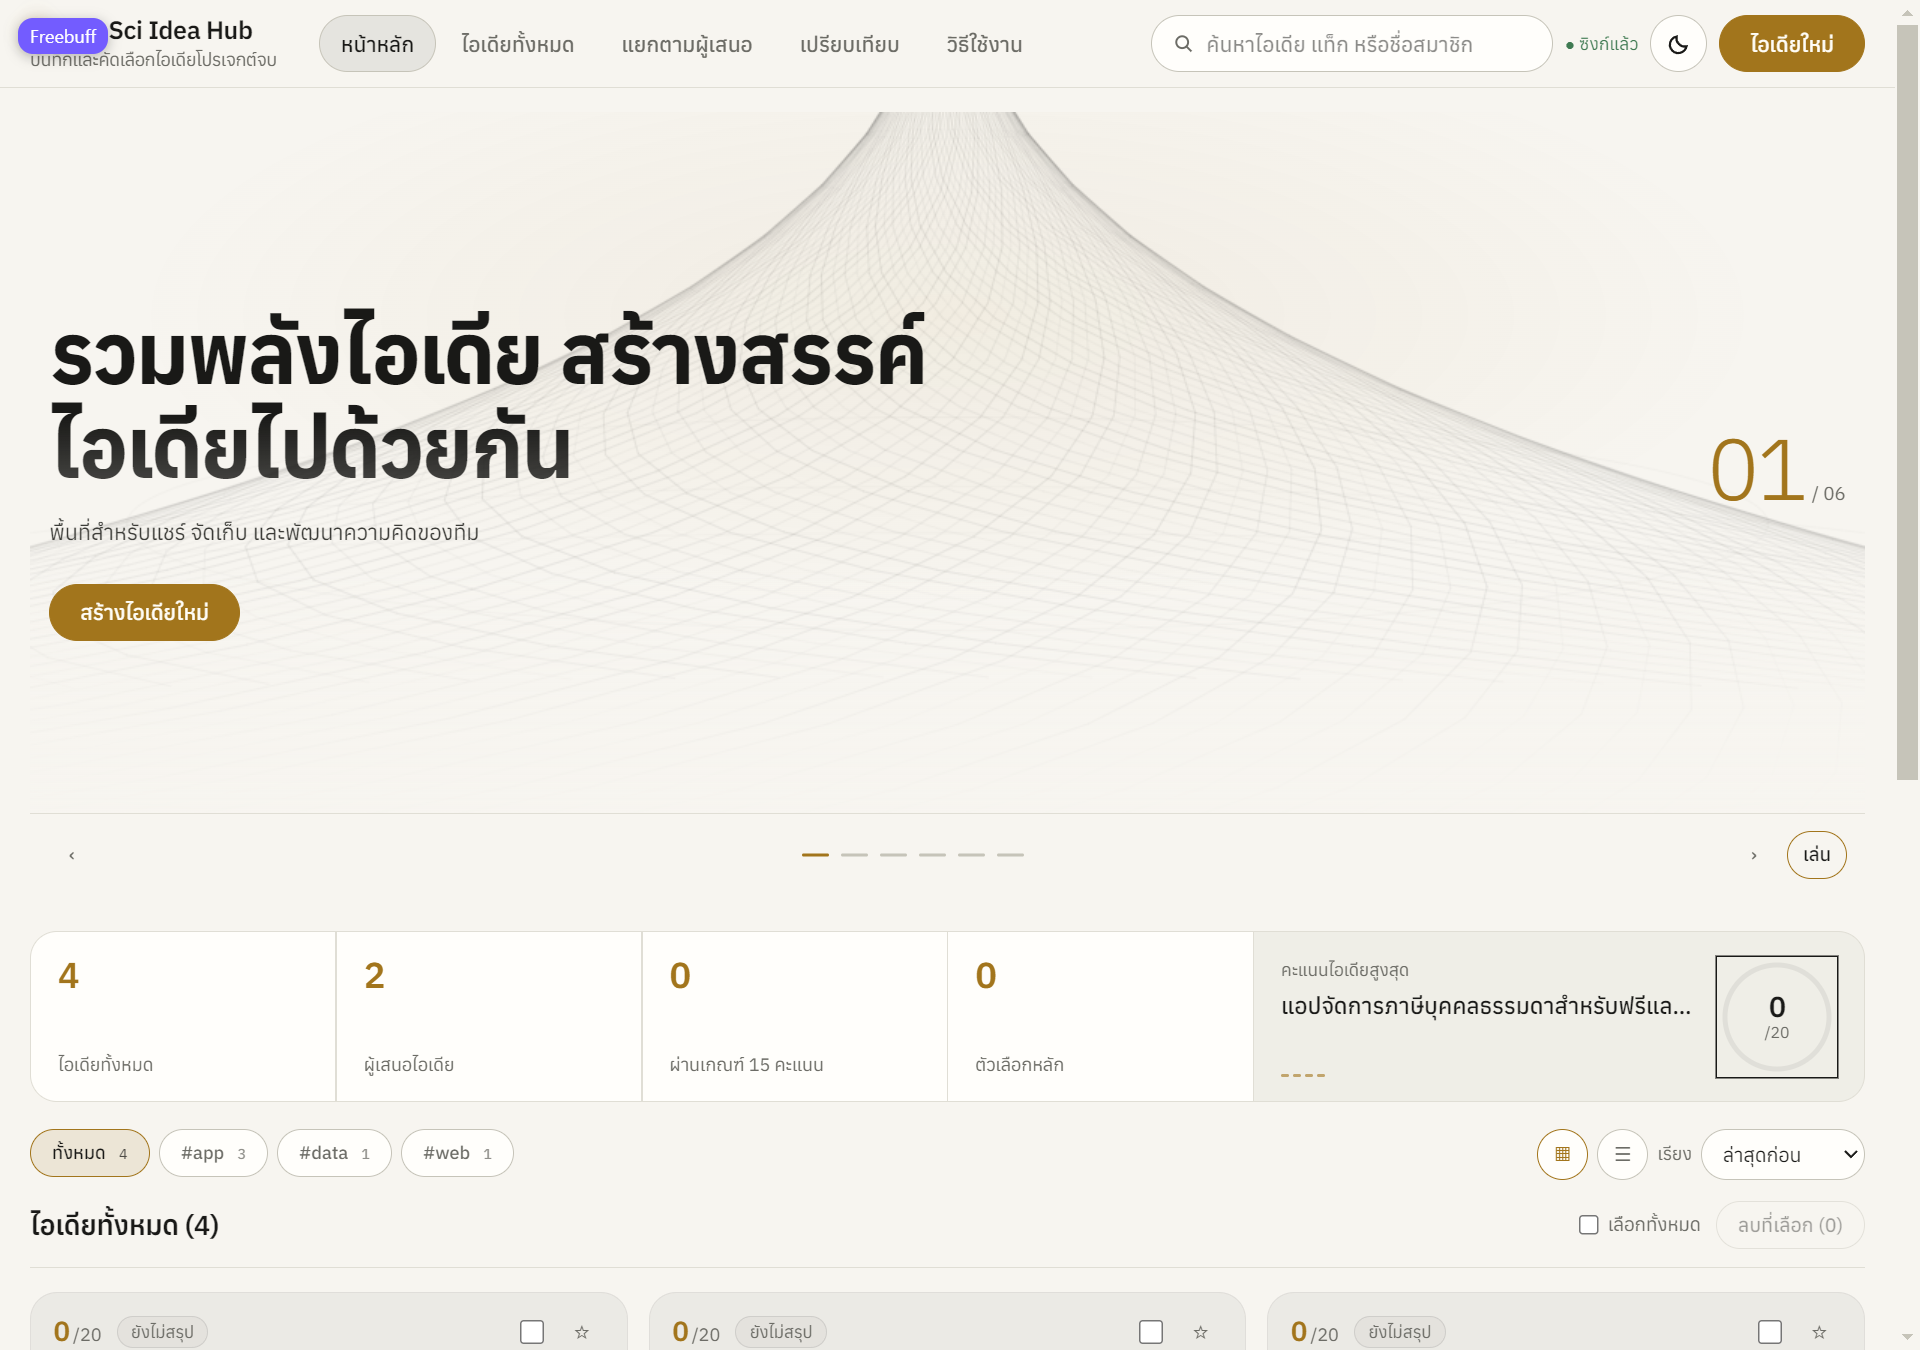 Freebuff
Sci Idea Hub
บันทึกและคัดเลือกไอเดียโปรเจกต์จบ
หน้าหลัก
ไอเดียทั้งหมด
แยกตามผู้เสนอ
เปรียบเทียบ
วิธีใช้งาน
ค้นหาไอเดีย แท็ก หรือชื่อสมาชิก
ซิงก์แล้ว
ไอเดียใหม่
รวมพลังไอเดีย สร้างสรรค์
ไอเดียไปด้วยกัน
01 / 06
พื้นที่สำหรับแชร์ จัดเก็บ และพัฒนาความคิดของทีม
สร้างไอเดียใหม่
‹
›
เล่น
4
ไอเดียทั้งหมด
2
ผู้เสนอไอเดีย
0
ผ่านเกณฑ์ 15 คะแนน
0
ตัวเลือกหลัก
คะแนนไอเดียสูงสุด
แอปจัดการภาษีบุคคลธรรมดาสำหรับฟรีแล...
0
/20
ทั้งหมด 4
#app 3
#data 1
#web 1
เรียง
ล่าสุดก่อน
ไอเดียทั้งหมด (4)
เลือกทั้งหมด
ลบที่เลือก (0)
0/20 ยังไม่สรุป
0/20 ยังไม่สรุป
0/20 ยังไม่สรุป